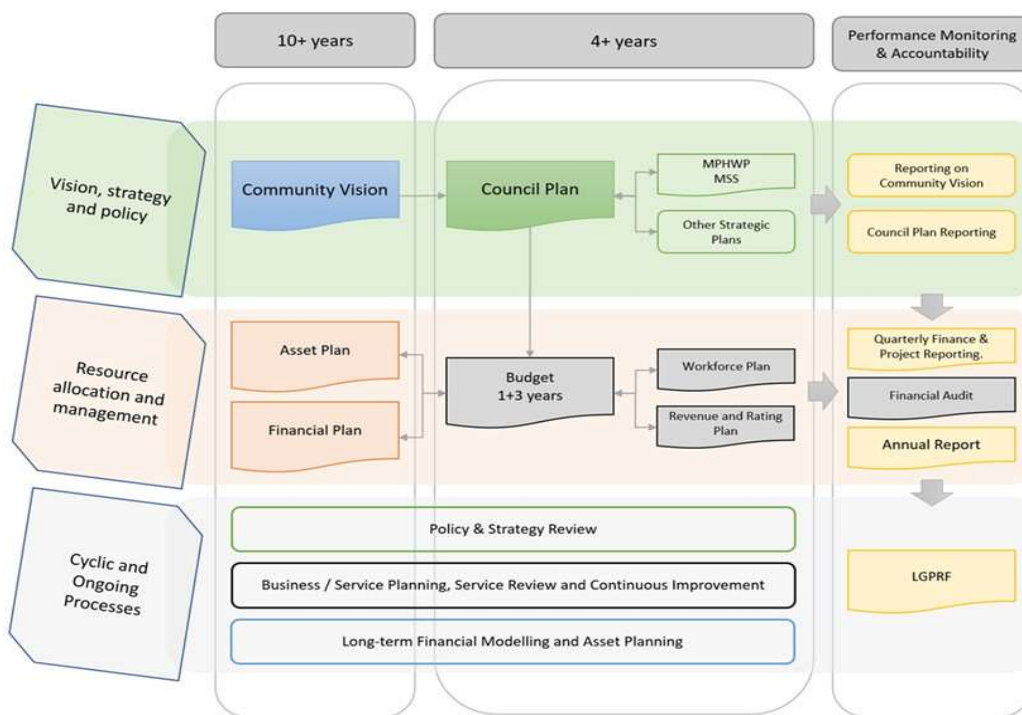 10+ years
4+ years
Performance Monitoring
& Accountability
Vision, strategy
and policy
Community Vision
Council Plan
MPHWP
MSS
Other Strategic
Plans
Reporting on
Community Vision
Council Plan Reporting
Resource
allocation and
management
Asset Plan
Financial Plan
Budget
1+3 years
Workforce Plan
Revenue and Rating
Plan
Quarterly Finance &
Project Reporting.
Financial Audit
Annual Report
Cyclic and
Ongoing
Processes
Policy & Strategy Review
Business / Service Planning, Service Review and Continuous Improvement
Long-term Financial Modelling and Asset Planning
LGPRF